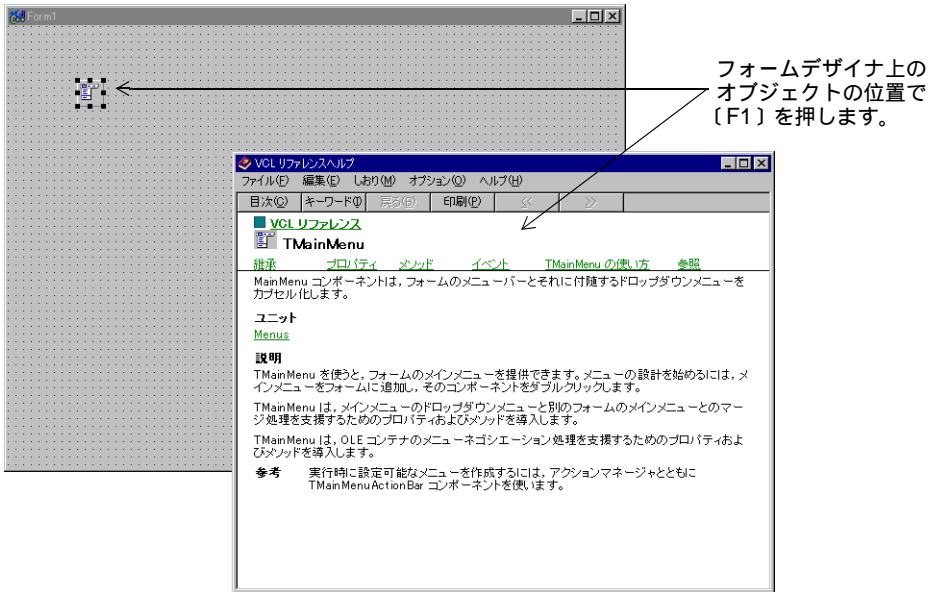 Form1
フォームデザイナ上の
オブジェクトの位置で
〔F1〕を押します。
VCL リファレンスヘルプ
ファイル(F) 編集(E) しおり(M) オプション(O) ヘルプ(H)
目次(C) キーワード(I) 戻る(B) 印刷(P) << >>
VCL リファレンス
TMainMenu
継承 プロパティ メソッド イベント TMainMenu の使い方 参照
MainMenu コンポーネントは，フォームのメニューバーとそれに付随するドロップダウンメニューを
カプセル化します。
ユニット
Menus
説明
TMainMenu を使うと，フォームのメインメニューを提供できます。メニューの設計を始めるには，メ
インメニューをフォームに追加し，そのコンポーネントをダブルクリックします。
TMainMenu は，メインメニューのドロップダウンメニューと別のフォームのメインメニューとのマー
ジ処理を支援するためのプロパティおよびメソッドを導入します。
TMainMenu は，OLE コンテナのメニューネゴシエーション処理を支援するためのプロパティおよ
びメソッドを導入します。
参考 実行時に設定可能なメニューを作成するには，アクションマネージャとともに
TMainMenuActionBar コンポーネントを使います。